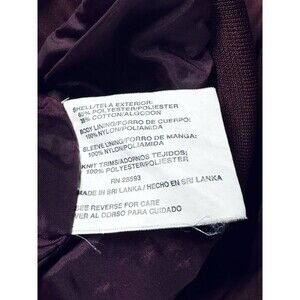 SHELL/TELA EXTERIOR:
65% POLYESTER/POLIESTER
35% COTTON/ALGODON
BODY LINING/FORRO DE CUERPO:
100% NYLON/POLIAMIDA
SLEEVE LINING/FORRO DE MANGA:
100% NYLON/POLIAMIDA
KNIT TRIMS/ADORNOS TEJIDOS:
100% POLYESTER/POLIESTER
RN 28593
MADE IN SRI LANKA / HECHO EN SRI LANKA
SEE REVERSE FOR CARE
VER AL DORSO PARA CUIDADO